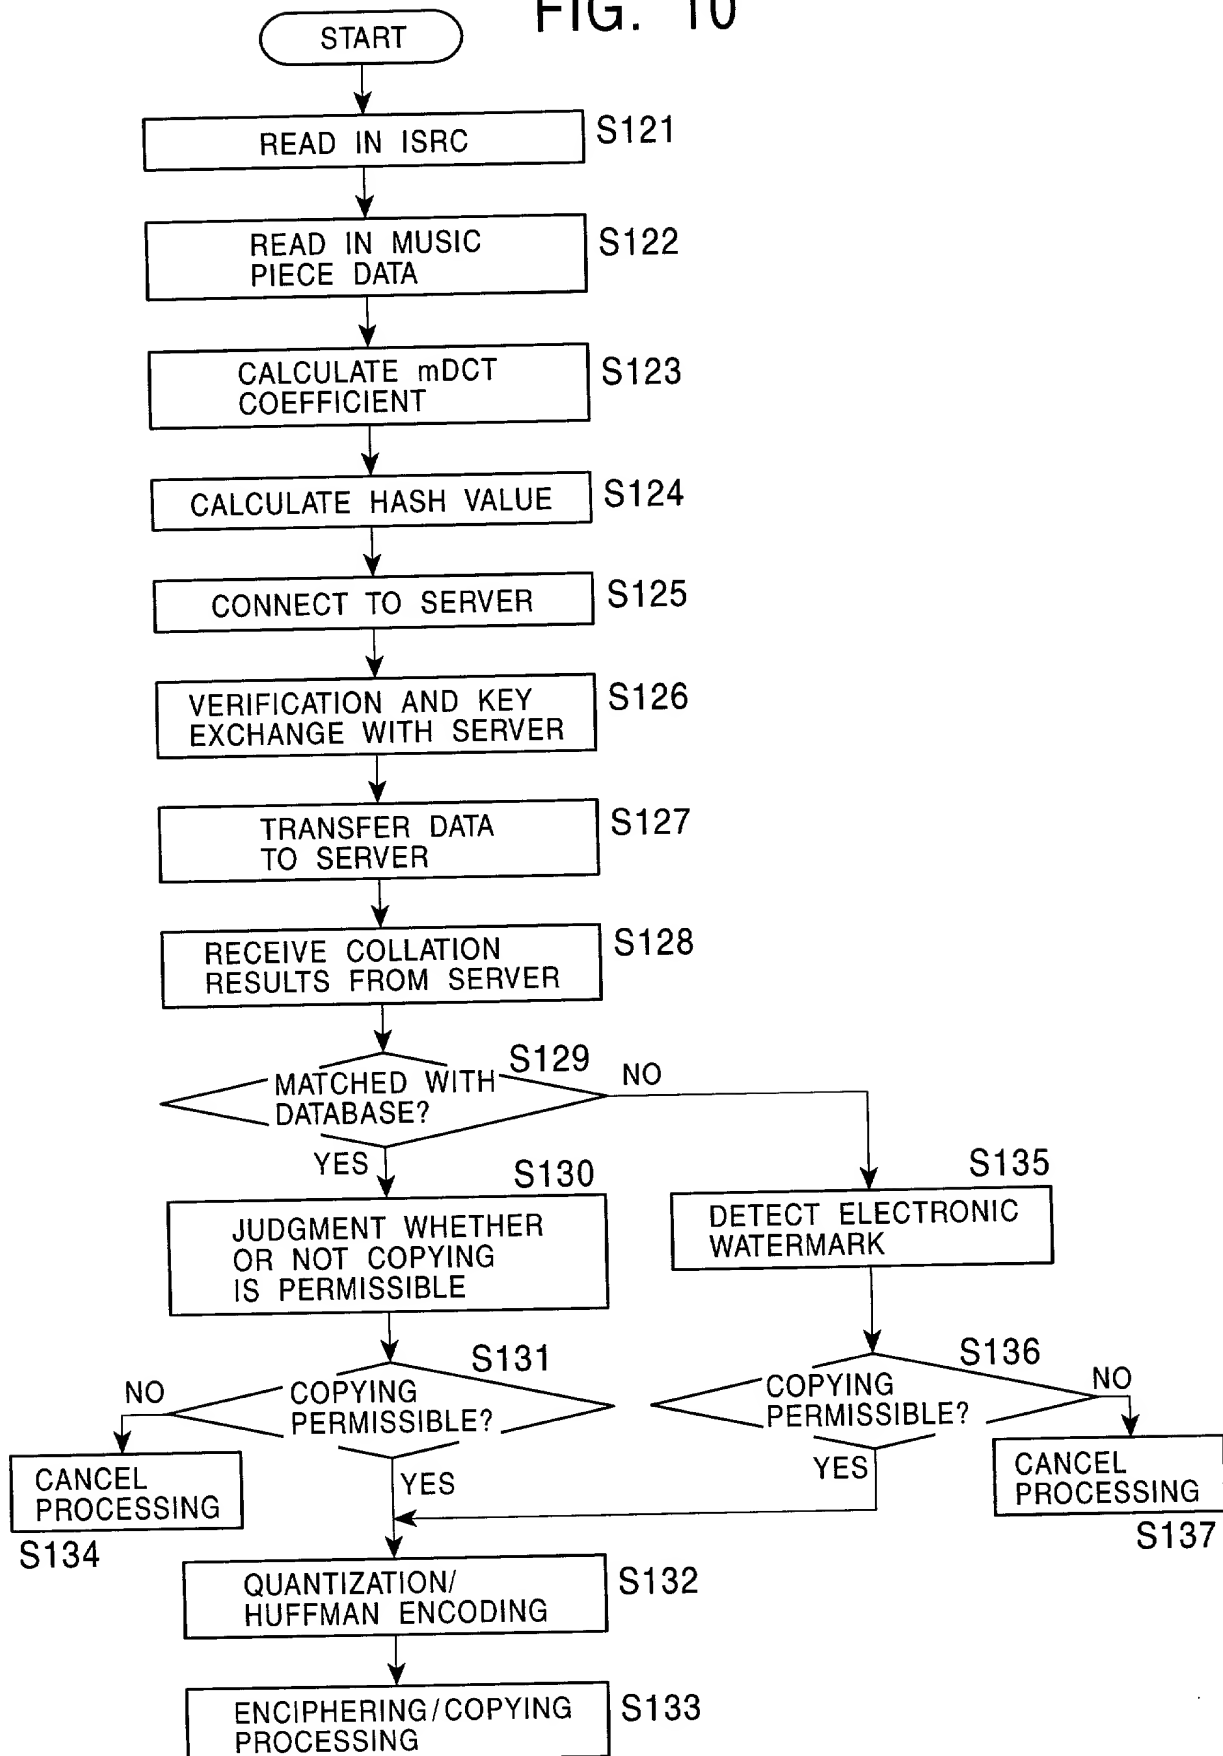 FIG. 10
START
READ IN ISRC
S121
READ IN MUSIC
PIECE DATA
S122
CALCULATE mDCT
COEFFICIENT
S123
CALCULATE HASH VALUE
S124
CONNECT TO SERVER
S125
VERIFICATION AND KEY
EXCHANGE WITH SERVER
S126
TRANSFER DATA
TO SERVER
S127
RECEIVE COLLATION
RESULTS FROM SERVER
S128
S129
MATCHED WITH
DATABASE?
NO
YES
S130
JUDGMENT WHETHER
OR NOT COPYING
IS PERMISSIBLE
S135
DETECT ELECTRONIC
WATERMARK
S131
COPYING
PERMISSIBLE?
NO
YES
S136
COPYING
PERMISSIBLE?
NO
YES
CANCEL
PROCESSING
S134
CANCEL
PROCESSING
S137
QUANTIZATION/
HUFFMAN ENCODING
S132
ENCIPHERING/COPYING
PROCESSING
S133